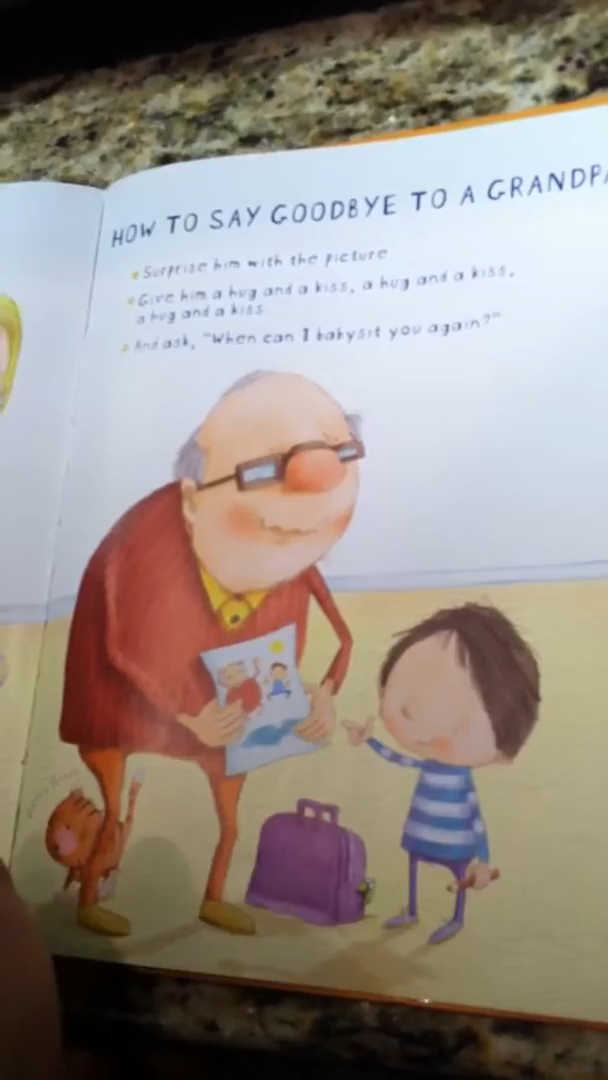 HOW TO SAY GOODBYE TO A GRANDPA
Surprise him with the picture
Give him a hug and a kiss, a hug and a kiss,
a hug and a kiss
And ask, "When can I babysit you again?"